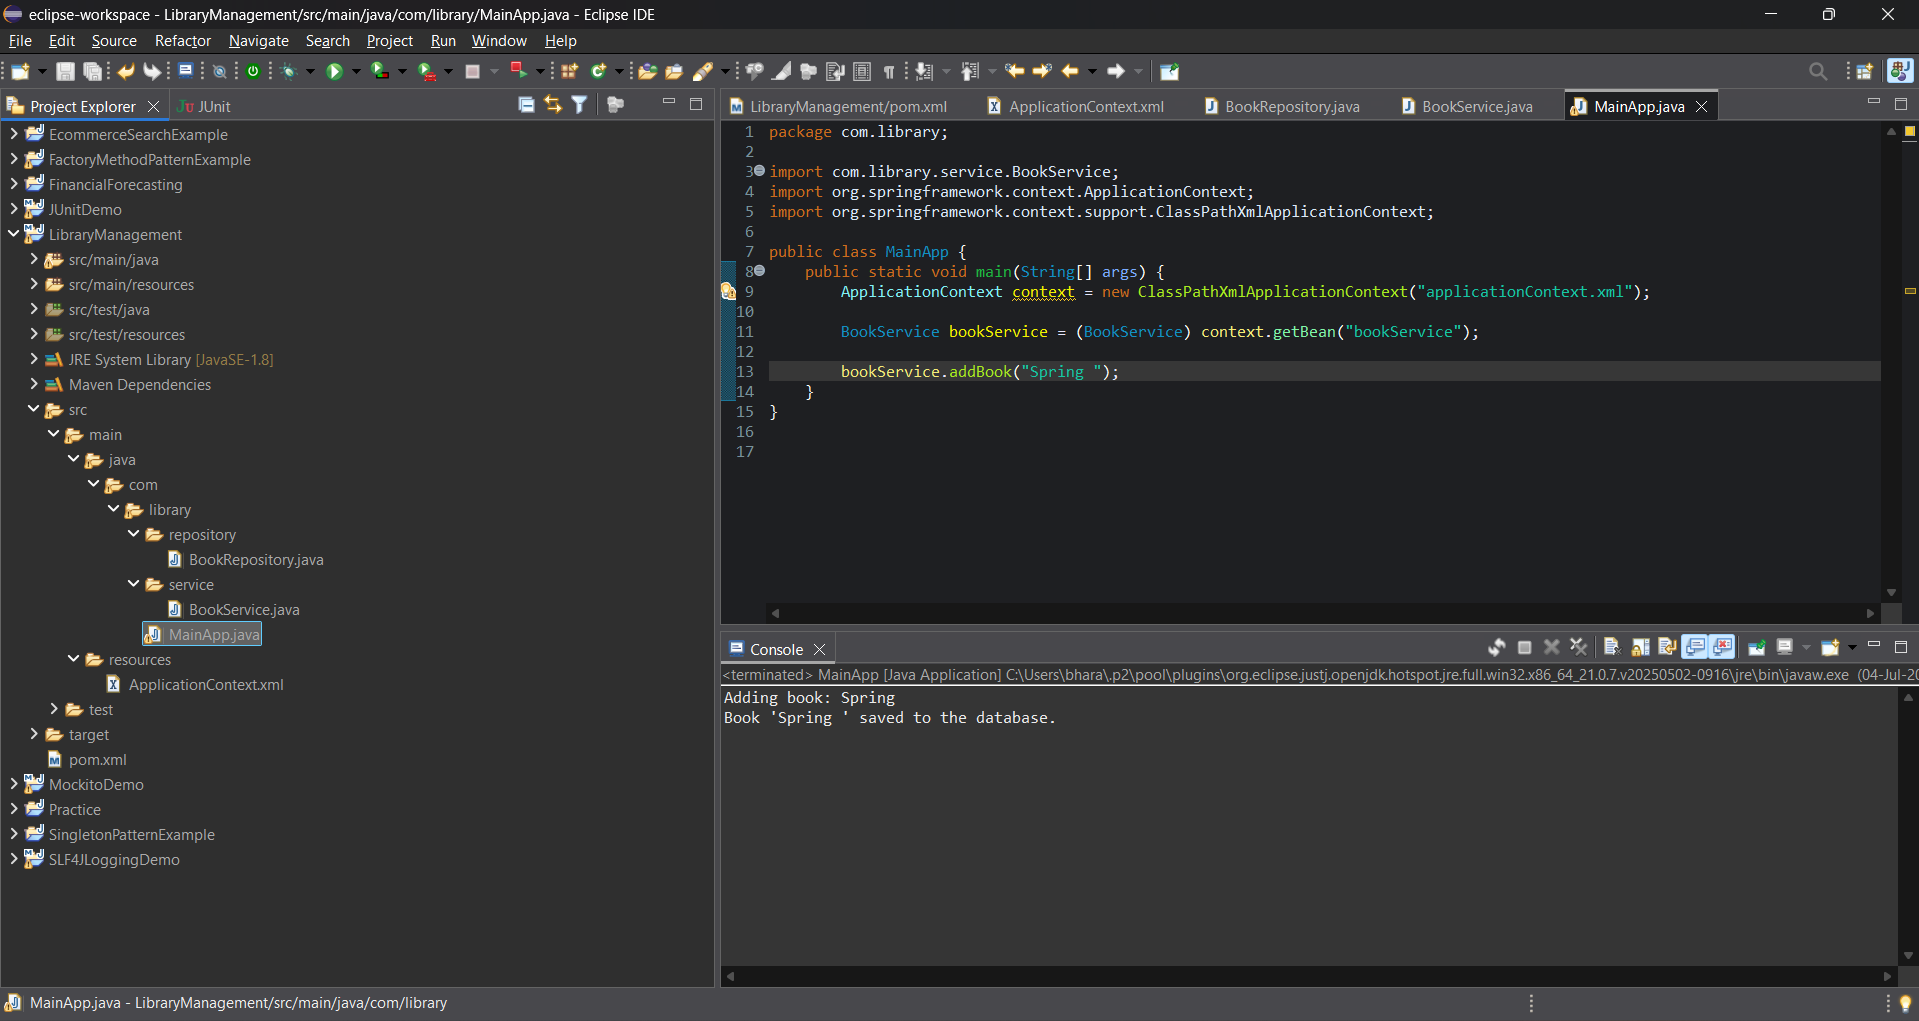 eclipse-workspace - LibraryManagement/src/main/java/com/library/MainApp.java - Eclipse IDE
File Edit Source Refactor Navigate Search Project Run Window Help
Project Explorer JUnit
EcommerceSearchExample
FactoryMethodPatternExample
FinancialForecasting
JUnitDemo
LibraryManagement
src/main/java
src/main/resources
src/test/java
src/test/resources
JRE System Library [JavaSE-1.8]
Maven Dependencies
src
main
java
com
library
repository
BookRepository.java
service
BookService.java
MainApp.java
resources
ApplicationContext.xml
test
target
pom.xml
MockitoDemo
Practice
SingletonPatternExample
SLF4JLoggingDemo
LibraryManagement/pom.xml ApplicationContext.xml BookRepository.java BookService.java MainApp.java
1 package com.library;
2
3 import com.library.service.BookService;
4 import org.springframework.context.ApplicationContext;
5 import org.springframework.context.support.ClassPathXmlApplicationContext;
6
7 public class MainApp {
8 public static void main(String[] args) {
9 ApplicationContext context = new ClassPathXmlApplicationContext("applicationContext.xml");
10
11 BookService bookService = (BookService) context.getBean("bookService");
12
13 bookService.addBook("Spring ");
14 }
15 }
16
17
Console
<terminated> MainApp [Java Application] C:\Users\bhara\.p2\pool\plugins\org.eclipse.justj.openjdk.hotspot.jre.full.win32.x86_64_21.0.7.v20250502-0916\jre\bin\javaw.exe (04-Jul-20
Adding book: Spring
Book 'Spring ' saved to the database.
MainApp.java - LibraryManagement/src/main/java/com/library